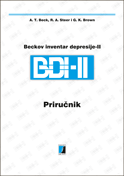 A. T. Beck, R. A. Steer i G. K. Brown
Beckov inventar depresije-II
BDI-II
Priručnik